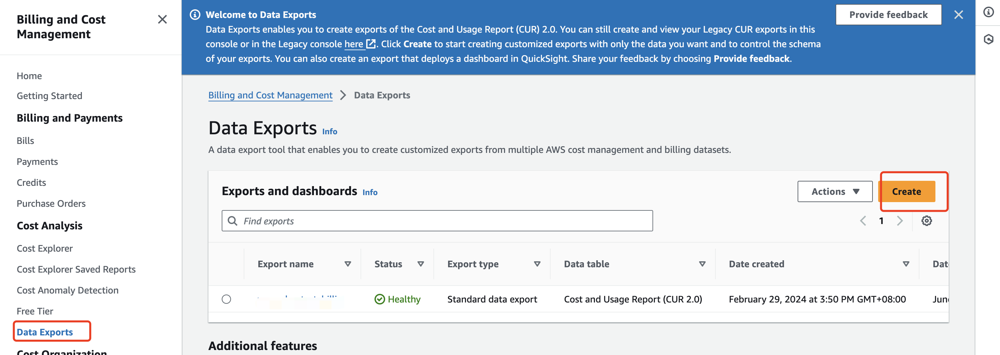 Billing and Cost
Management
Home
Getting Started
Billing and Payments
Bills
Payments
Credits
Purchase Orders
Cost Analysis
Cost Explorer
Cost Explorer Saved Reports
Cost Anomaly Detection
Free Tier
Data Exports
Cost Organization
Welcome to Data Exports
Provide feedback
Data Exports enables you to create exports of the Cost and Usage Report (CUR) 2.0. You can still create and view your Legacy CUR exports in this
console or in the Legacy console here. Click Create to start creating customized exports with only the data you want and to control the schema
of your exports. You can also create an export that deploys a dashboard in QuickSight. Share your feedback by choosing Provide feedback.
Billing and Cost Management > Data Exports
Data Exports Info
A data export tool that enables you to create customized exports from multiple AWS cost management and billing datasets.
Exports and dashboards Info
Actions
Create
Find exports
1
Export name Status Export type Data table Date created
Healthy Standard data export Cost and Usage Report (CUR 2.0) February 29, 2024 at 3:50 PM GMT+08:00
Additional features